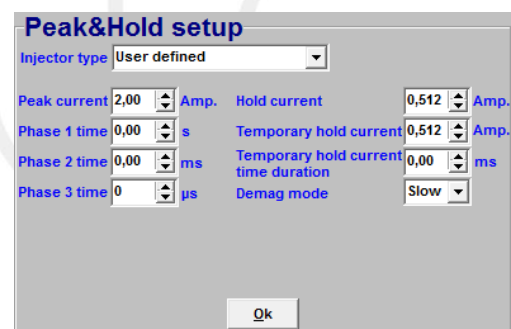 Peak&Hold setup
Injector type User defined
Peak current 2,00 Amp. Hold current 0,512 Amp.
Phase 1 time 0,00 s Temporary hold current 0,512 Amp.
Phase 2 time 0,00 ms Temporary hold current time duration 0,00 ms
Phase 3 time 0 µs Demag mode Slow
Ok